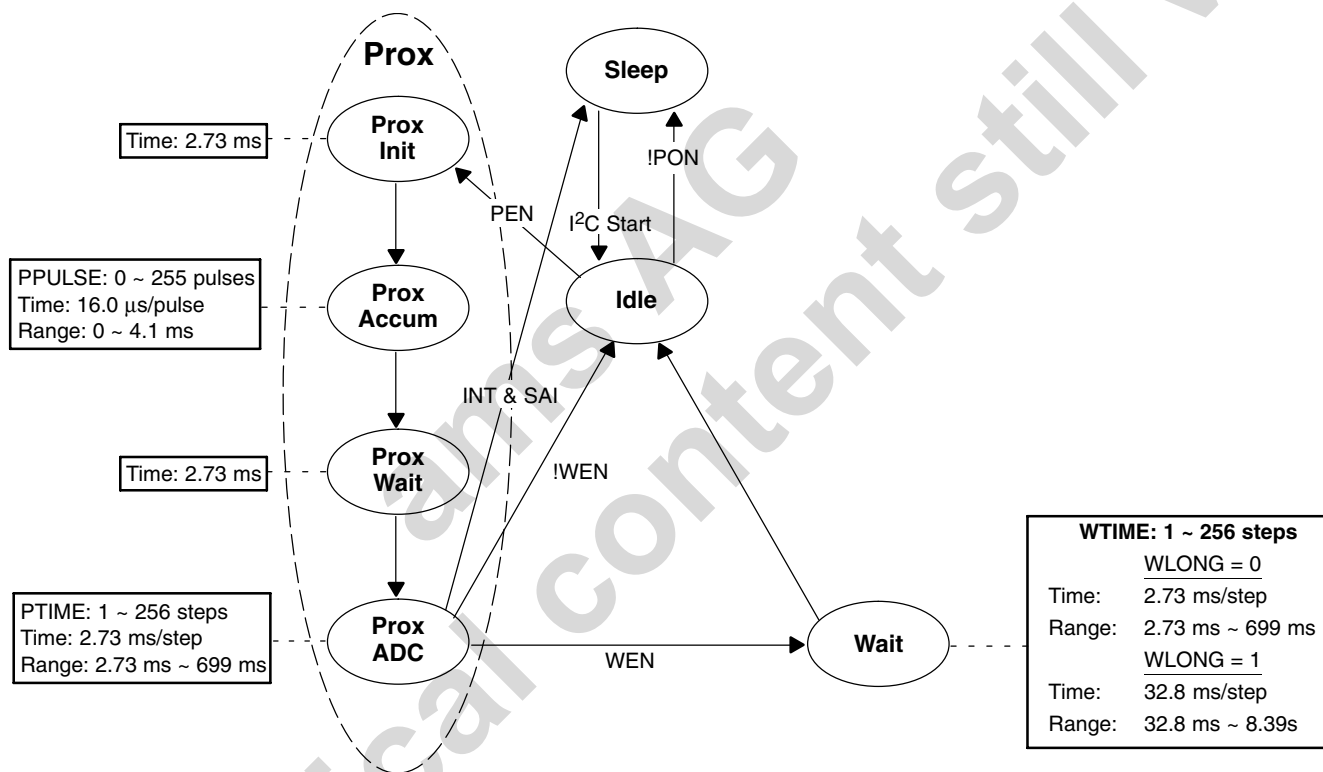 Prox
Sleep
Prox
Init
Time: 2.73 ms
!PON
PEN
I²C Start
PPULSE: 0 ~ 255 pulses
Time: 16.0 μs/pulse
Range: 0 ~ 4.1 ms
Prox
Accum
Idle
INT & SAI
Prox
Wait
Time: 2.73 ms
!WEN
PTIME: 1 ~ 256 steps
Time: 2.73 ms/step
Range: 2.73 ms ~ 699 ms
Prox
ADC
WEN
Wait
WTIME: 1 ~ 256 steps
WLONG = 0
Time: 2.73 ms/step
Range: 2.73 ms ~ 699 ms
WLONG = 1
Time: 32.8 ms/step
Range: 32.8 ms ~ 8.39s
ams AG
content still